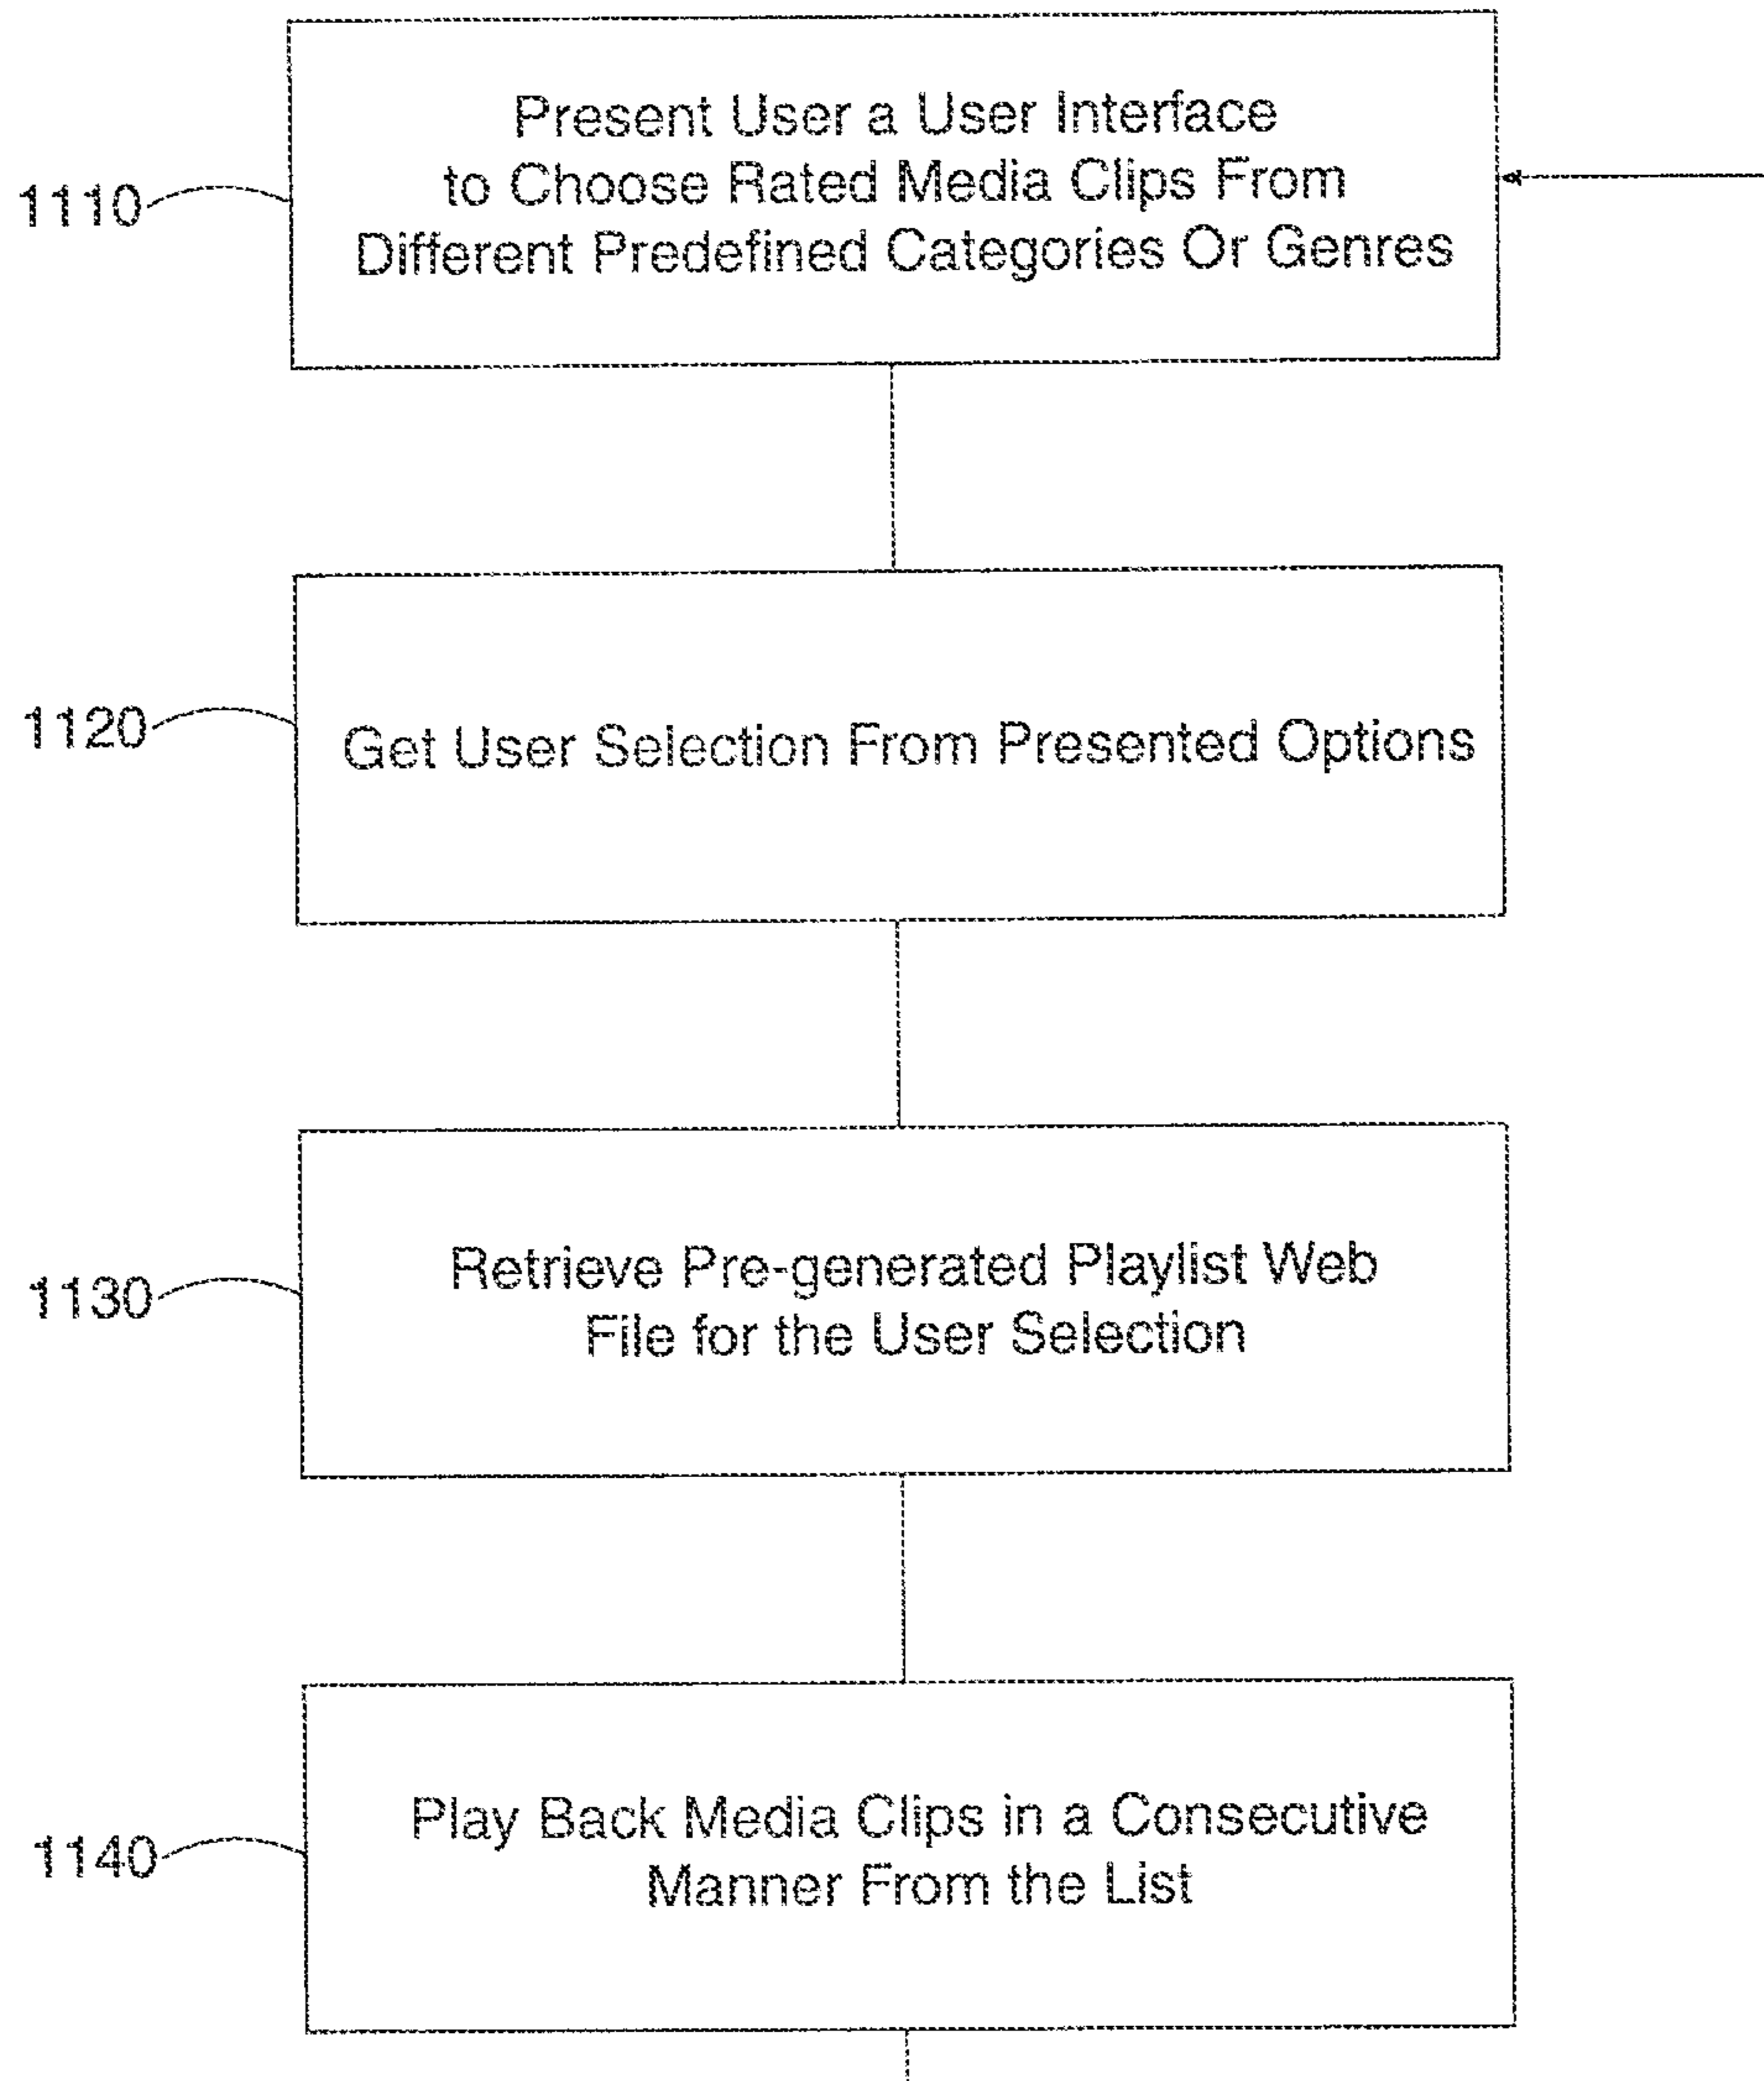 Present User a User Interface
to Choose Rated Media Clips From
Different Predefined Categories Or Genres
1110
Get User Selection From Presented Options
1120
Retrieve Pre-generated Playlist Web
File for the User Selection
1130
Play Back Media Clips in a Consecutive
Manner From the List
1140